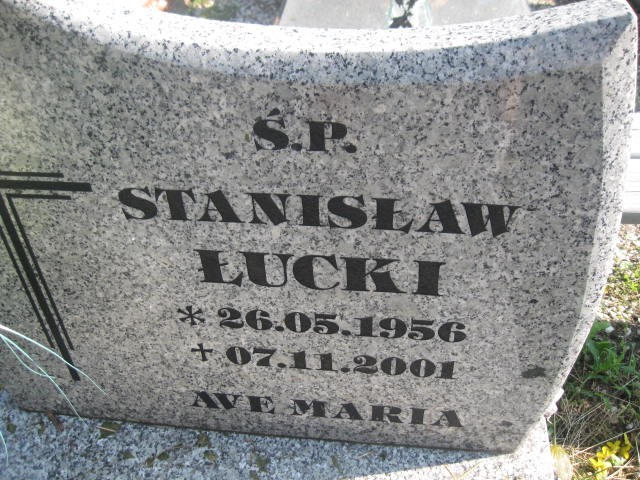 Ś.P.
STANISŁAW
ŁUCKI
* 26.05.1956
+ 07.11.2001
AVE MARIA